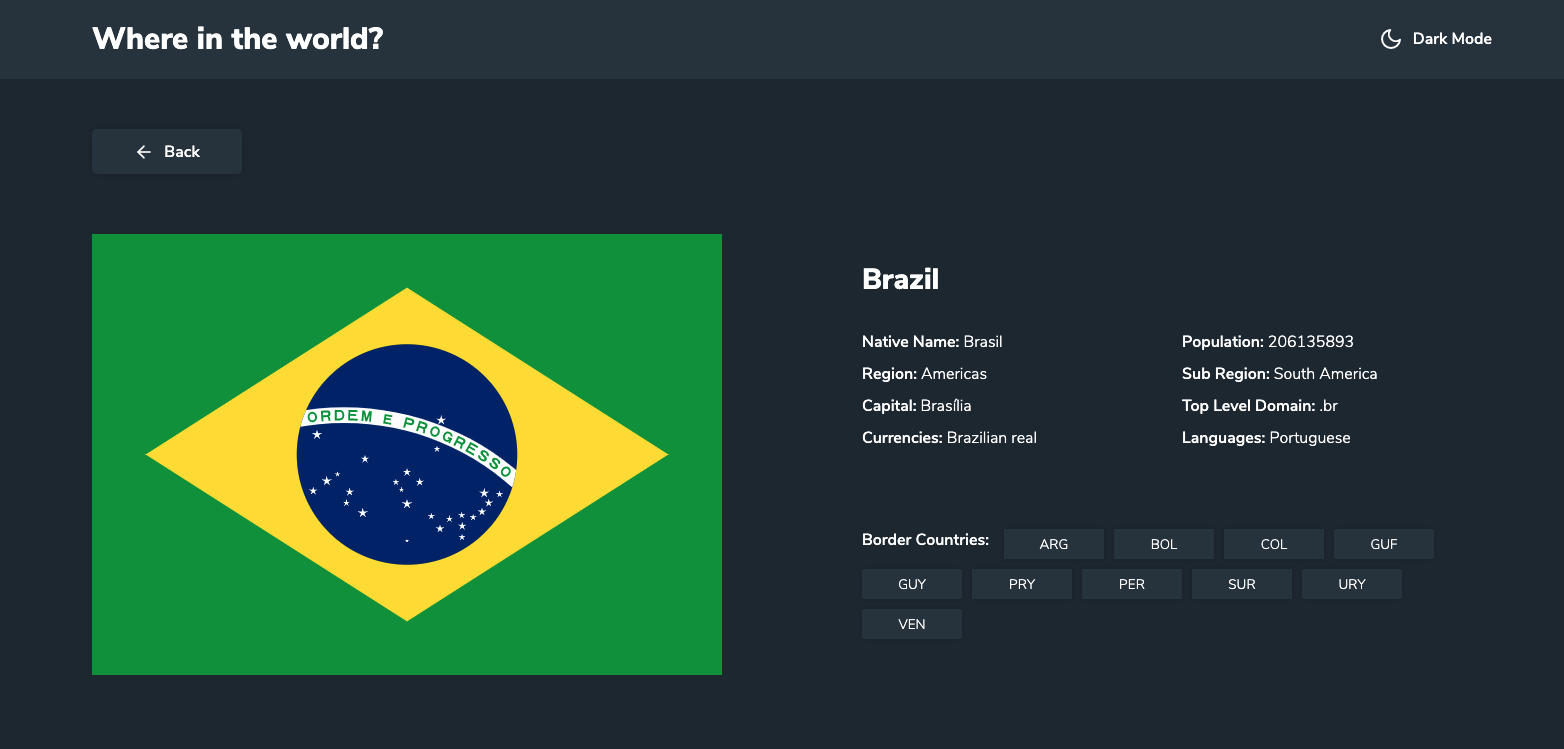 Where in the world?
Dark Mode
Back
ORDEM E PROGRESSO
Brazil
Native Name: Brasil
Region: Americas
Capital: Brasília
Currencies: Brazilian real
Population: 206135893
Sub Region: South America
Top Level Domain: .br
Languages: Portuguese
Border Countries: ARG BOL COL GUF
GUY PRY PER SUR URY
VEN